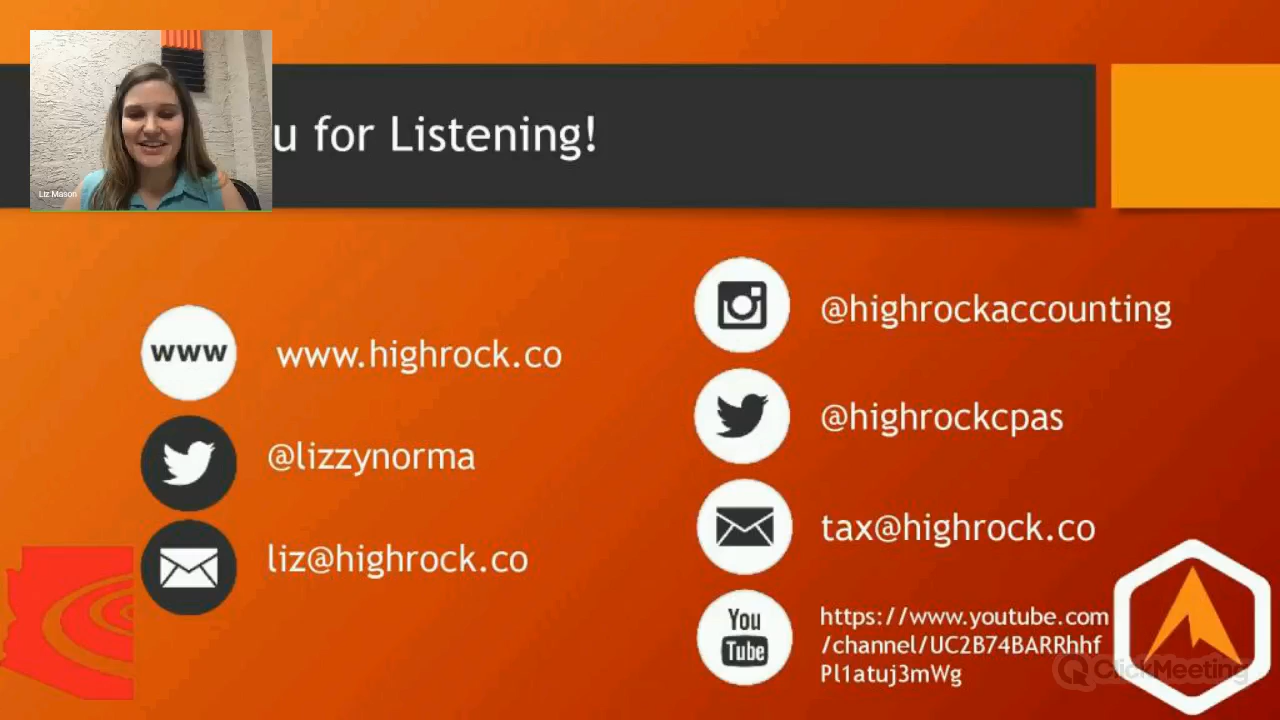 u for Listening!
Liz Mason
www
www.highrock.co
@lizzynorma
liz@highrock.co
@highrockaccounting
@highrockcpas
tax@highrock.co
You
Tube
https://www.youtube.com
/channel/UC2B74BARRhhf
Pl1atuj3mWg
ClickMeeting